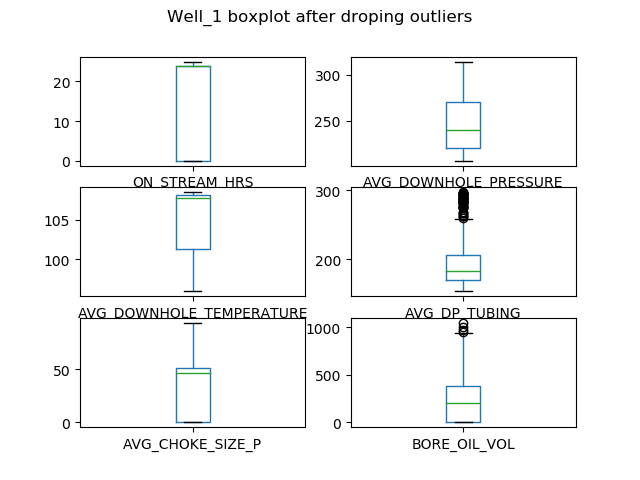 Well_1 boxplot after droping outliers
20
10
0
ON_STREAM_HRS
300
250
AVG_DOWNHOLE_PRESSURE
105
100
AVG_DOWNHOLE_TEMPERATURE
300
200
AVG_DP_TUBING
50
0
AVG_CHOKE_SIZE_P
1000
500
0
BORE_OIL_VOL